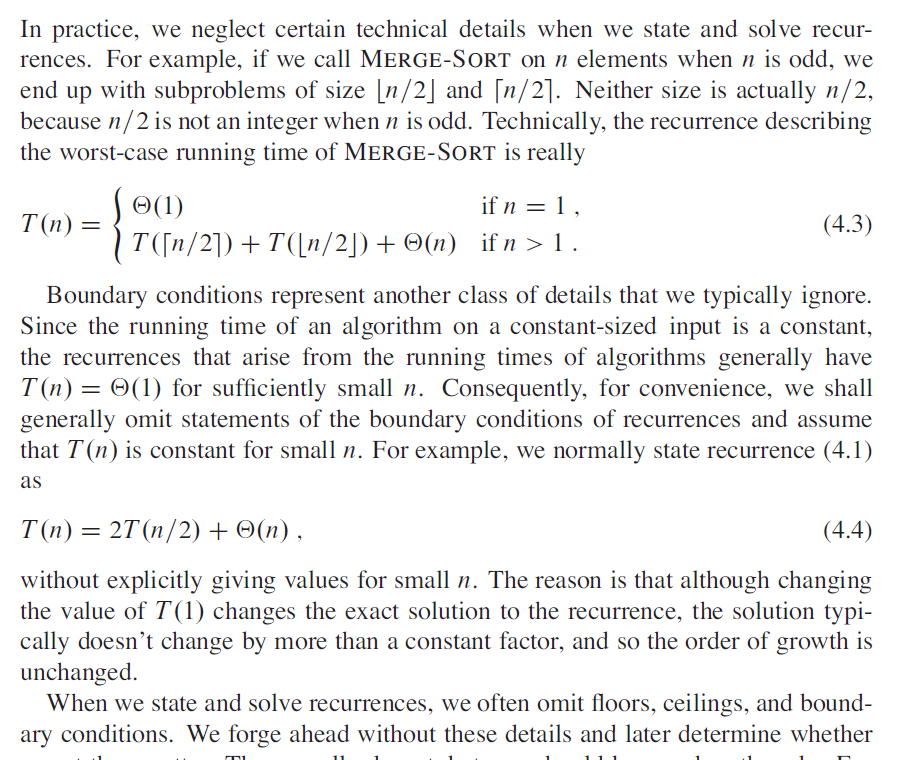 In practice, we neglect certain technical details when we state and solve recur-
rences. For example, if we call MERGE-SORT on n elements when n is odd, we
end up with subproblems of size ⌊n/2⌋ and ⌈n/2⌉. Neither size is actually n/2,
because n/2 is not an integer when n is odd. Technically, the recurrence describing
the worst-case running time of MERGE-SORT is really
T(n) = { Θ(1) if n = 1 ,
T(⌈n/2⌉) + T(⌊n/2⌋) + Θ(n) if n > 1 . (4.3)
Boundary conditions represent another class of details that we typically ignore.
Since the running time of an algorithm on a constant-sized input is a constant,
the recurrences that arise from the running times of algorithms generally have
T(n) = Θ(1) for sufficiently small n. Consequently, for convenience, we shall
generally omit statements of the boundary conditions of recurrences and assume
that T(n) is constant for small n. For example, we normally state recurrence (4.1)
as
T(n) = 2T(n/2) + Θ(n) , (4.4)
without explicitly giving values for small n. The reason is that although changing
the value of T(1) changes the exact solution to the recurrence, the solution typi-
cally doesn't change by more than a constant factor, and so the order of growth is
unchanged.
When we state and solve recurrences, we often omit floors, ceilings, and bound-
ary conditions. We forge ahead without these details and later determine whether